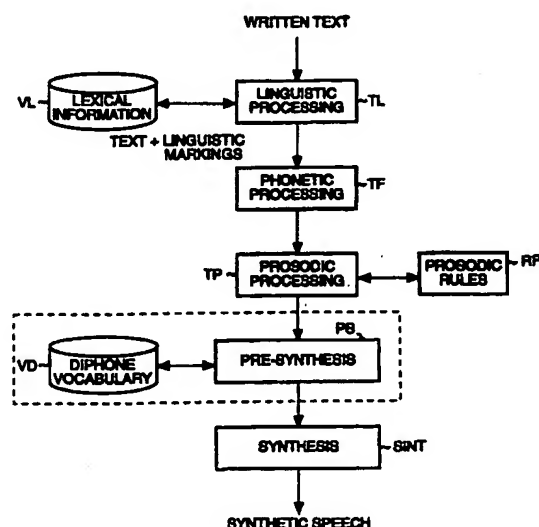 WRITTEN TEXT
VL
LEXICAL
INFORMATION
LINGUISTIC
PROCESSING
TL
TEXT + LINGUISTIC
MARKINGS
PHONETIC
PROCESSING
TF
TP
PROSODIC
PROCESSING
PROSODIC
RULES
RP
PS
VD
DIPHONE
VOCABULARY
PRE-SYNTHESIS
SYNTHESIS
SINT
SYNTHETIC SPEECH